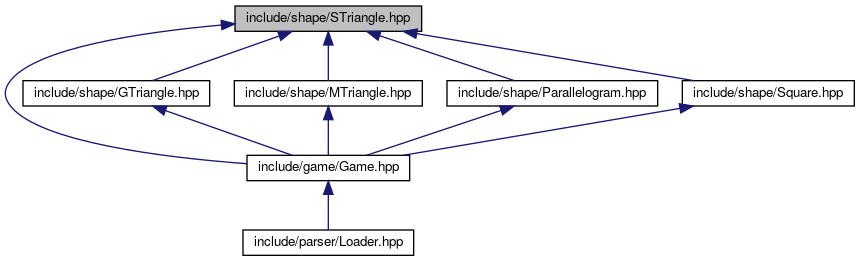 include/shape/STriangle.hpp
include/shape/GTriangle.hpp
include/shape/MTriangle.hpp
include/shape/Parallelogram.hpp
include/shape/Square.hpp
include/game/Game.hpp
include/parser/Loader.hpp